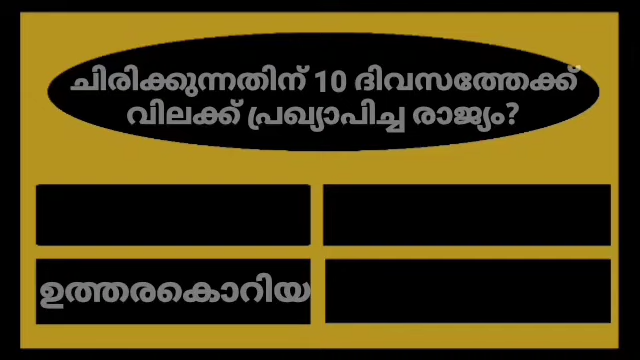 ചിരിക്കുന്നതിന് 10 ദിവസത്തേക്ക്
വിലക്ക് പ്രഖ്യാപിച്ച രാജ്യം?
ഉത്തരകൊറിയ